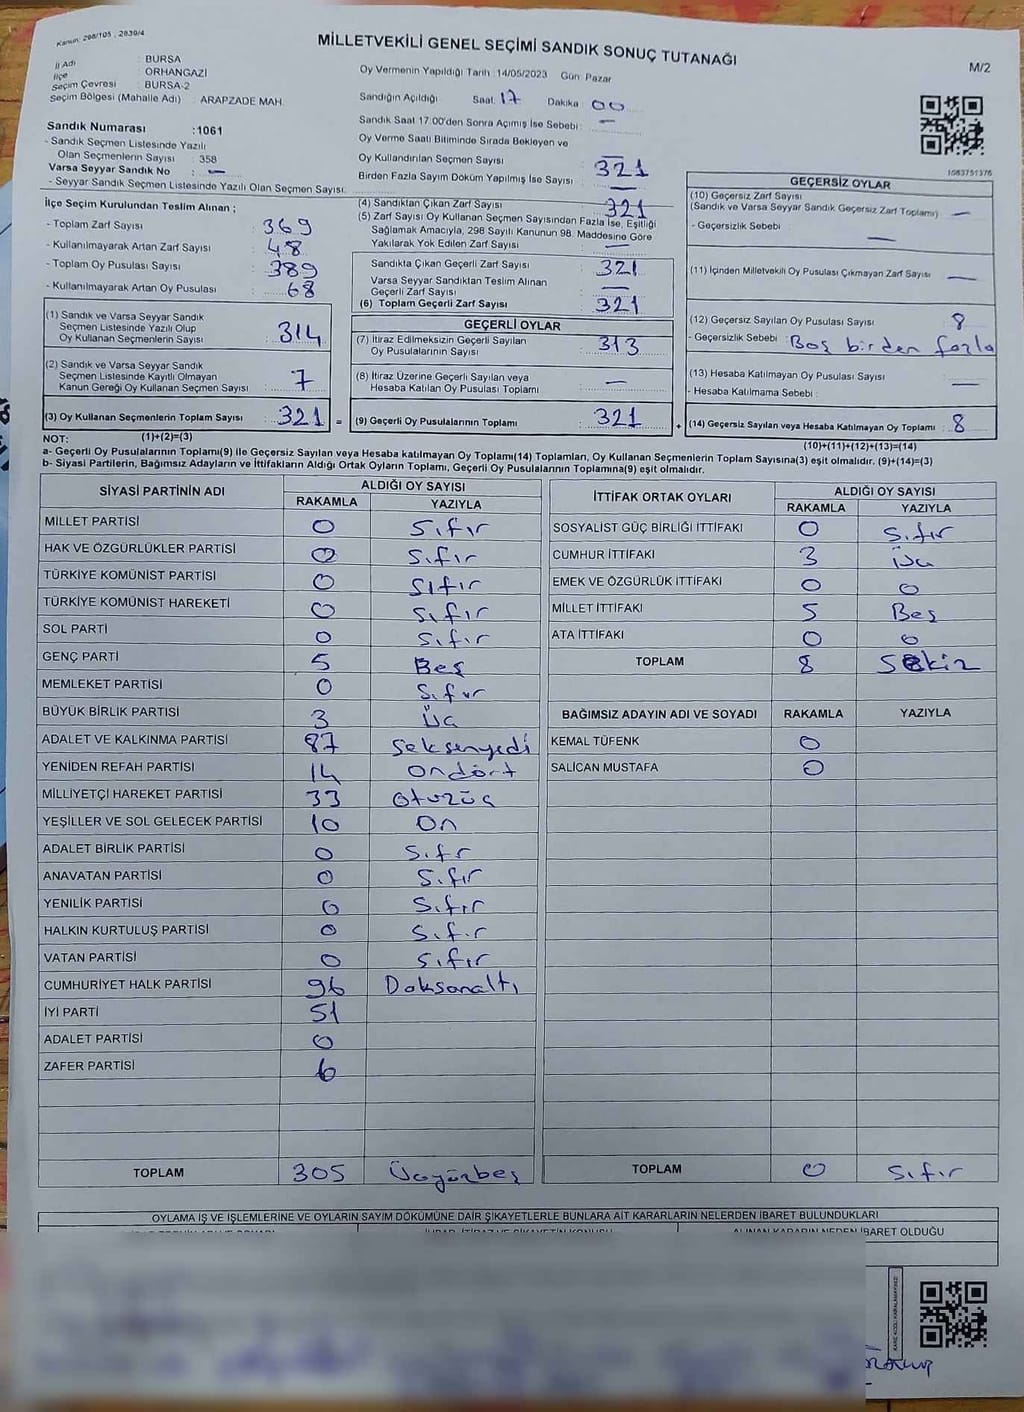 Kanun: 298/105 , 2839/4
MİLLETVEKİLİ GENEL SEÇİMİ SANDIK SONUÇ TUTANAĞI
M/2
İl Adı : BURSA
İlçe : ORHANGAZİ
Seçim Çevresi : BURSA-2
Seçim Bölgesi (Mahalle Adı) : ARAPZADE MAH.
Oy Vermenin Yapıldığı Tarih :14/05/2023 Gün: Pazar
Sandığın Açıldığı Saat: 17 Dakika : 00
Sandık Saat 17:00'den Sonra Açılmış İse Sebebi : —
Oy Verme Saati Bitiminde Sırada Bekleyen ve
Oy Kullandırılan Seçmen Sayısı : 321
Birden Fazla Sayım Döküm Yapılmış İse Sayısı : —
Sandık Numarası :1061
- Sandık Seçmen Listesinde Yazılı
Olan Seçmenlerin Sayısı : 358
Varsa Seyyar Sandık No : —
- Seyyar Sandık Seçmen Listesinde Yazılı Olan Seçmen Sayısı:
1083751376
İlçe Seçim Kurulundan Teslim Alınan ;
- Toplam Zarf Sayısı : 369
- Kullanılmayarak Artan Zarf Sayısı : 48
- Toplam Oy Pusulası Sayısı : 389
- Kullanılmayarak Artan Oy Pusulası : 68
(1) Sandık ve Varsa Seyyar Sandık
Seçmen Listesinde Yazılı Olup
Oy Kullanan Seçmenlerin Sayısı : 314
(2) Sandık ve Varsa Seyyar Sandık
Seçmen Listesinde Kayıtlı Olmayan
Kanun Gereği Oy Kullanan Seçmen Sayısı : 7
(3) Oy Kullanan Seçmenlerin Toplam Sayısı : 321 =
(4) Sandıktan Çıkan Zarf Sayısı : 321
(5) Zarf Sayısı Oy Kullanan Seçmen Sayısından Fazla İse, Eşitliği
Sağlamak Amacıyla, 298 Sayılı Kanunun 98. Maddesine Göre
Yakılarak Yok Edilen Zarf Sayısı : —
Sandıkta Çıkan Geçerli Zarf Sayısı : 321
Varsa Seyyar Sandıktan Teslim Alınan
Geçerli Zarf Sayısı : —
(6) Toplam Geçerli Zarf Sayısı : 321
GEÇERLİ OYLAR
(7) İtiraz Edilmeksizin Geçerli Sayılan
Oy Pusulalarının Sayısı : 313
(8) İtiraz Üzerine Geçerli Sayılan veya
Hesaba Katılan Oy Pusulası Toplamı : —
(9) Geçerli Oy Pusulalarının Toplamı : 321 +
GEÇERSİZ OYLAR
(10) Geçersiz Zarf Sayısı
(Sandık ve Varsa Seyyar Sandık Geçersiz Zarf Toplamı) : —
- Geçersizlik Sebebi : —
(11) İçinden Milletvekili Oy Pusulası Çıkmayan Zarf Sayısı : —
(12) Geçersiz Sayılan Oy Pusulası Sayısı : 8
- Geçersizlik Sebebi : Boş birden fazla
(13) Hesaba Katılmayan Oy Pusulası Sayısı : —
- Hesaba Katılmama Sebebi :
(14) Geçersiz Sayılan veya Hesaba Katılmayan Oy Toplamı : 8
NOT: (1)+(2)=(3) (10)+(11)+(12)+(13)=(14)
a- Geçerli Oy Pusulalarının Toplamı(9) ile Geçersiz Sayılan veya Hesaba katılmayan Oy Toplamı(14) Toplamları, Oy Kullanan Seçmenlerin Toplam Sayısına(3) eşit olmalıdır. (9)+(14)=(3)
b- Siyasi Partilerin, Bağımsız Adayların ve İttifakların Aldığı Ortak Oyların Toplamı, Geçerli Oy Pusulalarının Toplamına(9) eşit olmalıdır.
SİYASİ PARTİNİN ADI ALDIĞI OY SAYISI
RAKAMLA YAZIYLA
MİLLET PARTİSİ 0 Sıfır
HAK VE ÖZGÜRLÜKLER PARTİSİ 0 Sıfır
TÜRKİYE KOMÜNİST PARTİSİ 0 Sıfır
TÜRKİYE KOMÜNİST HAREKETİ 0 Sıfır
SOL PARTİ 0 Sıfır
GENÇ PARTİ 5 Beş
MEMLEKET PARTİSİ 0 Sıfır
BÜYÜK BİRLİK PARTİSİ 3 Üç
ADALET VE KALKINMA PARTİSİ 87 Seksenyedi
YENİDEN REFAH PARTİSİ 14 Ondört
MİLLİYETÇİ HAREKET PARTİSİ 33 Otuzüç
YEŞİLLER VE SOL GELECEK PARTİSİ 10 On
ADALET BİRLİK PARTİSİ 0 Sıfr
ANAVATAN PARTİSİ 0 Sıfır
YENİLİK PARTİSİ 0 Sıfır
HALKIN KURTULUŞ PARTİSİ 0 Sıfır
VATAN PARTİSİ 0 Sıfır
CUMHURİYET HALK PARTİSİ 96 Doksanaltı
İYİ PARTİ 51
ADALET PARTİSİ 0
ZAFER PARTİSİ 6
TOPLAM 305 Üçyüzbeş
İTTİFAK ORTAK OYLARI ALDIĞI OY SAYISI
RAKAMLA YAZIYLA
SOSYALİST GÜÇ BİRLİĞİ İTTİFAKI 0 Sıfır
CUMHUR İTTİFAKI 3 Üç
EMEK VE ÖZGÜRLÜK İTTİFAKI 0 0
MİLLET İTTİFAKI 5 Beş
ATA İTTİFAKI 0 0
TOPLAM 8 Sekiz
BAĞIMSIZ ADAYIN ADI VE SOYADI RAKAMLA YAZIYLA
KEMAL TÜFENK 0
SALİCAN MUSTAFA 0
TOPLAM 0 Sıfır
OYLAMA İŞ VE İŞLEMLERİNE VE OYLARIN SAYIM DÖKÜMÜNE DAİR ŞİKAYETLERLE BUNLARA AİT KARARLARIN NELERDEN İBARET BULUNDUKLARI
ALINAN KARARIN NEDEN İBARET OLDUĞU
KARE KODU KARALAMAYINIZ!